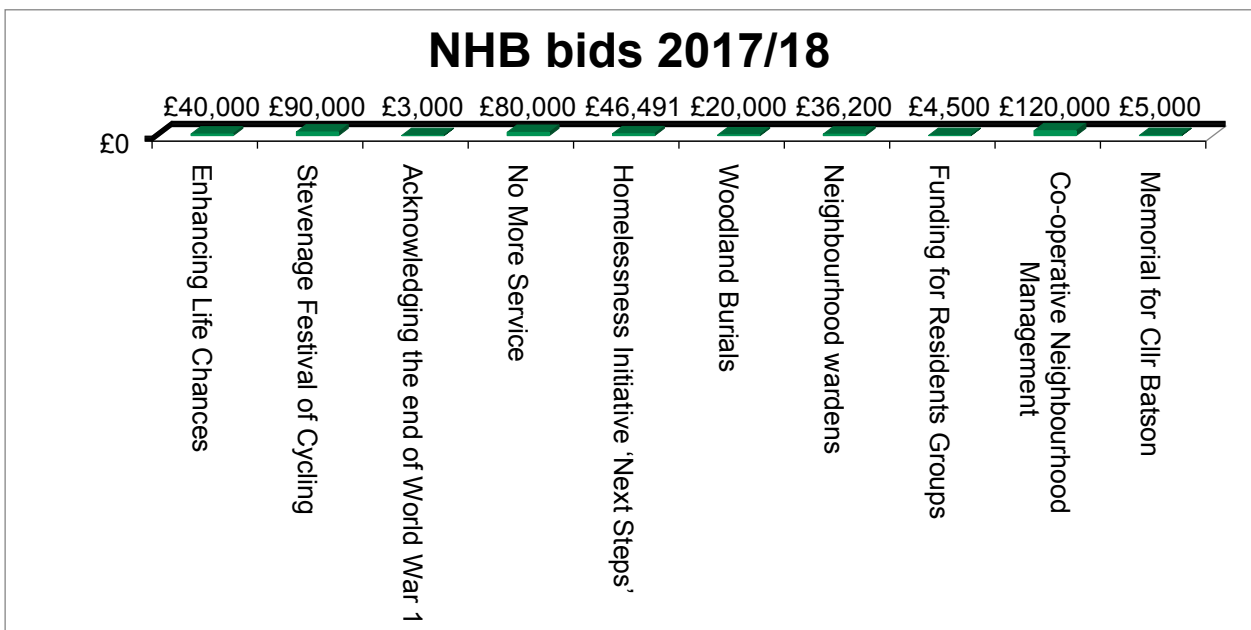 NHB bids 2017/18
£40,000 £90,000 £3,000 £80,000 £46,491 £20,000 £36,200 £4,500 £120,000 £5,000
£0
Enhancing Life Chances
Stevenage Festival of Cycling
Acknowledging the end of World War 1
No More Service
Homelessness Initiative ‘Next Steps’
Woodland Burials
Neighbourhood wardens
Funding for Residents Groups
Co-operative Neighbourhood
Management
Memorial for Cllr Batson